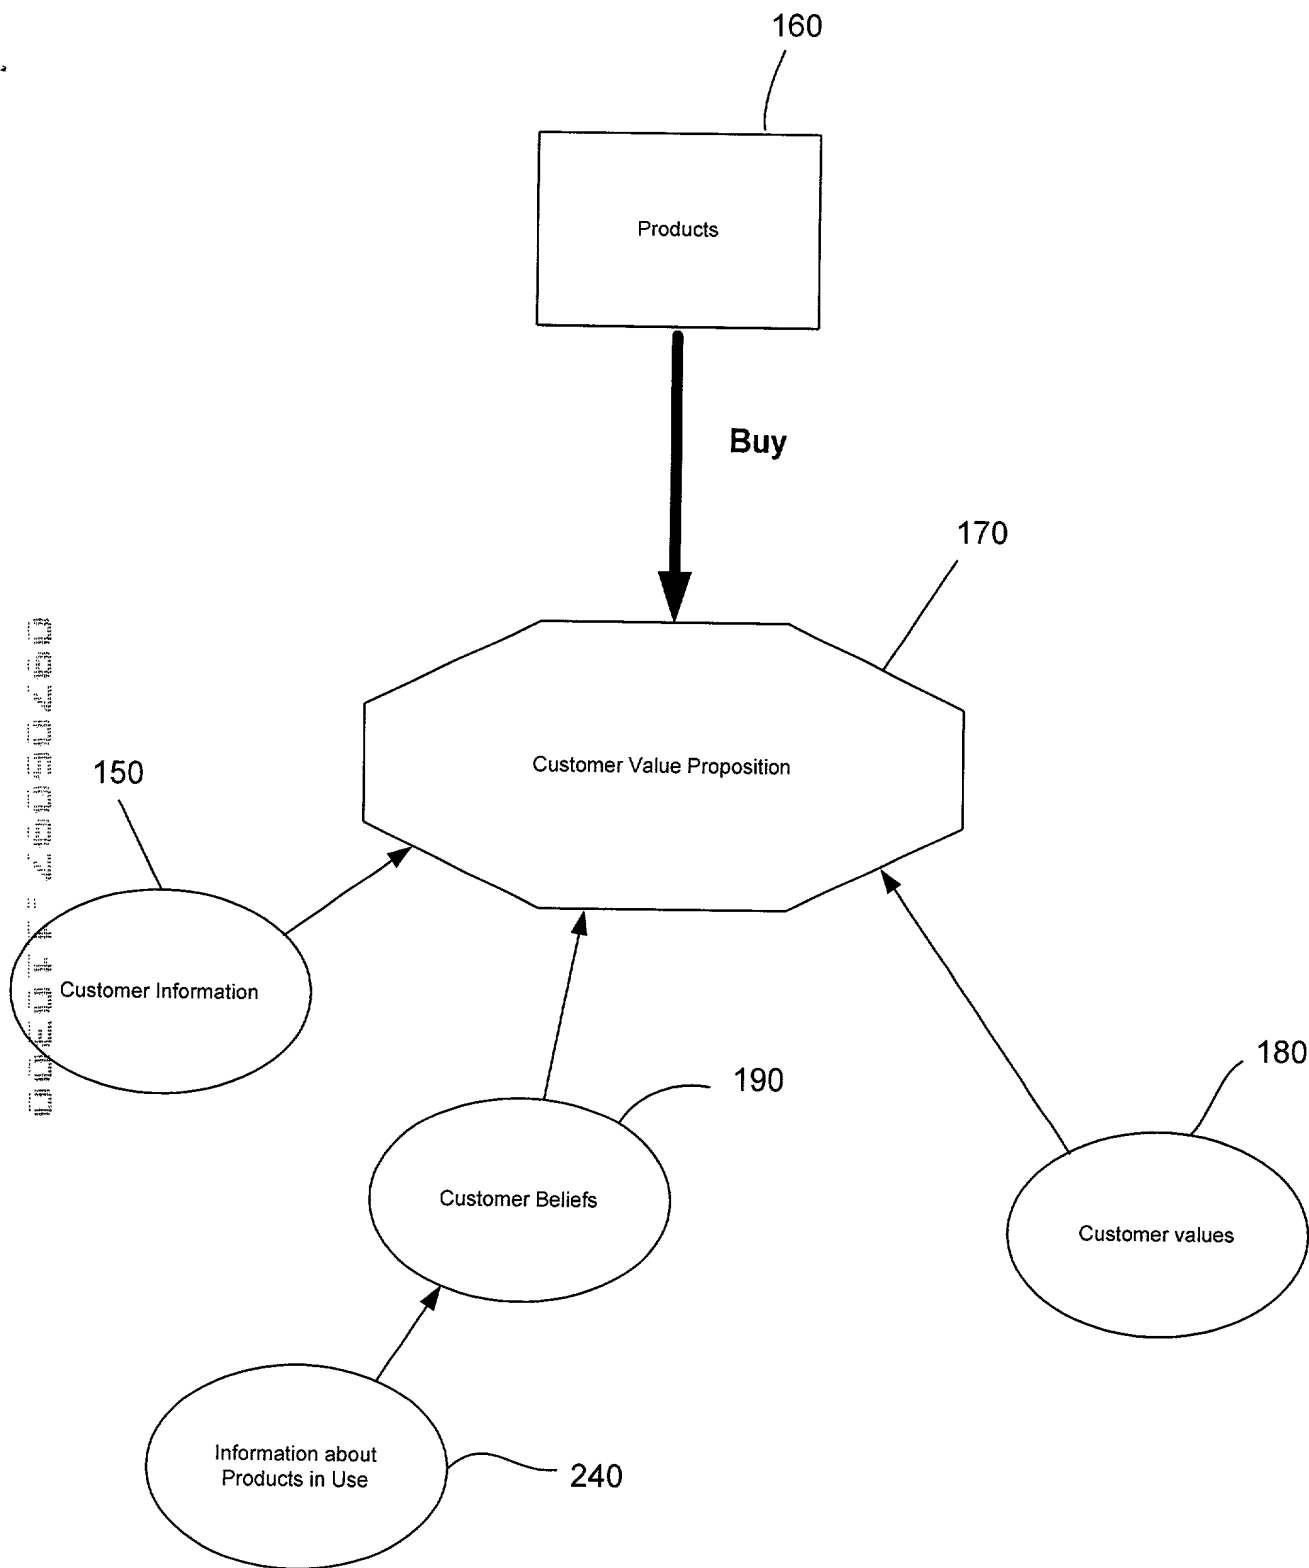 160
Products
Buy
170
Customer Value Proposition
150
Customer Information
190
Customer Beliefs
180
Customer values
Information about
Products in Use
240